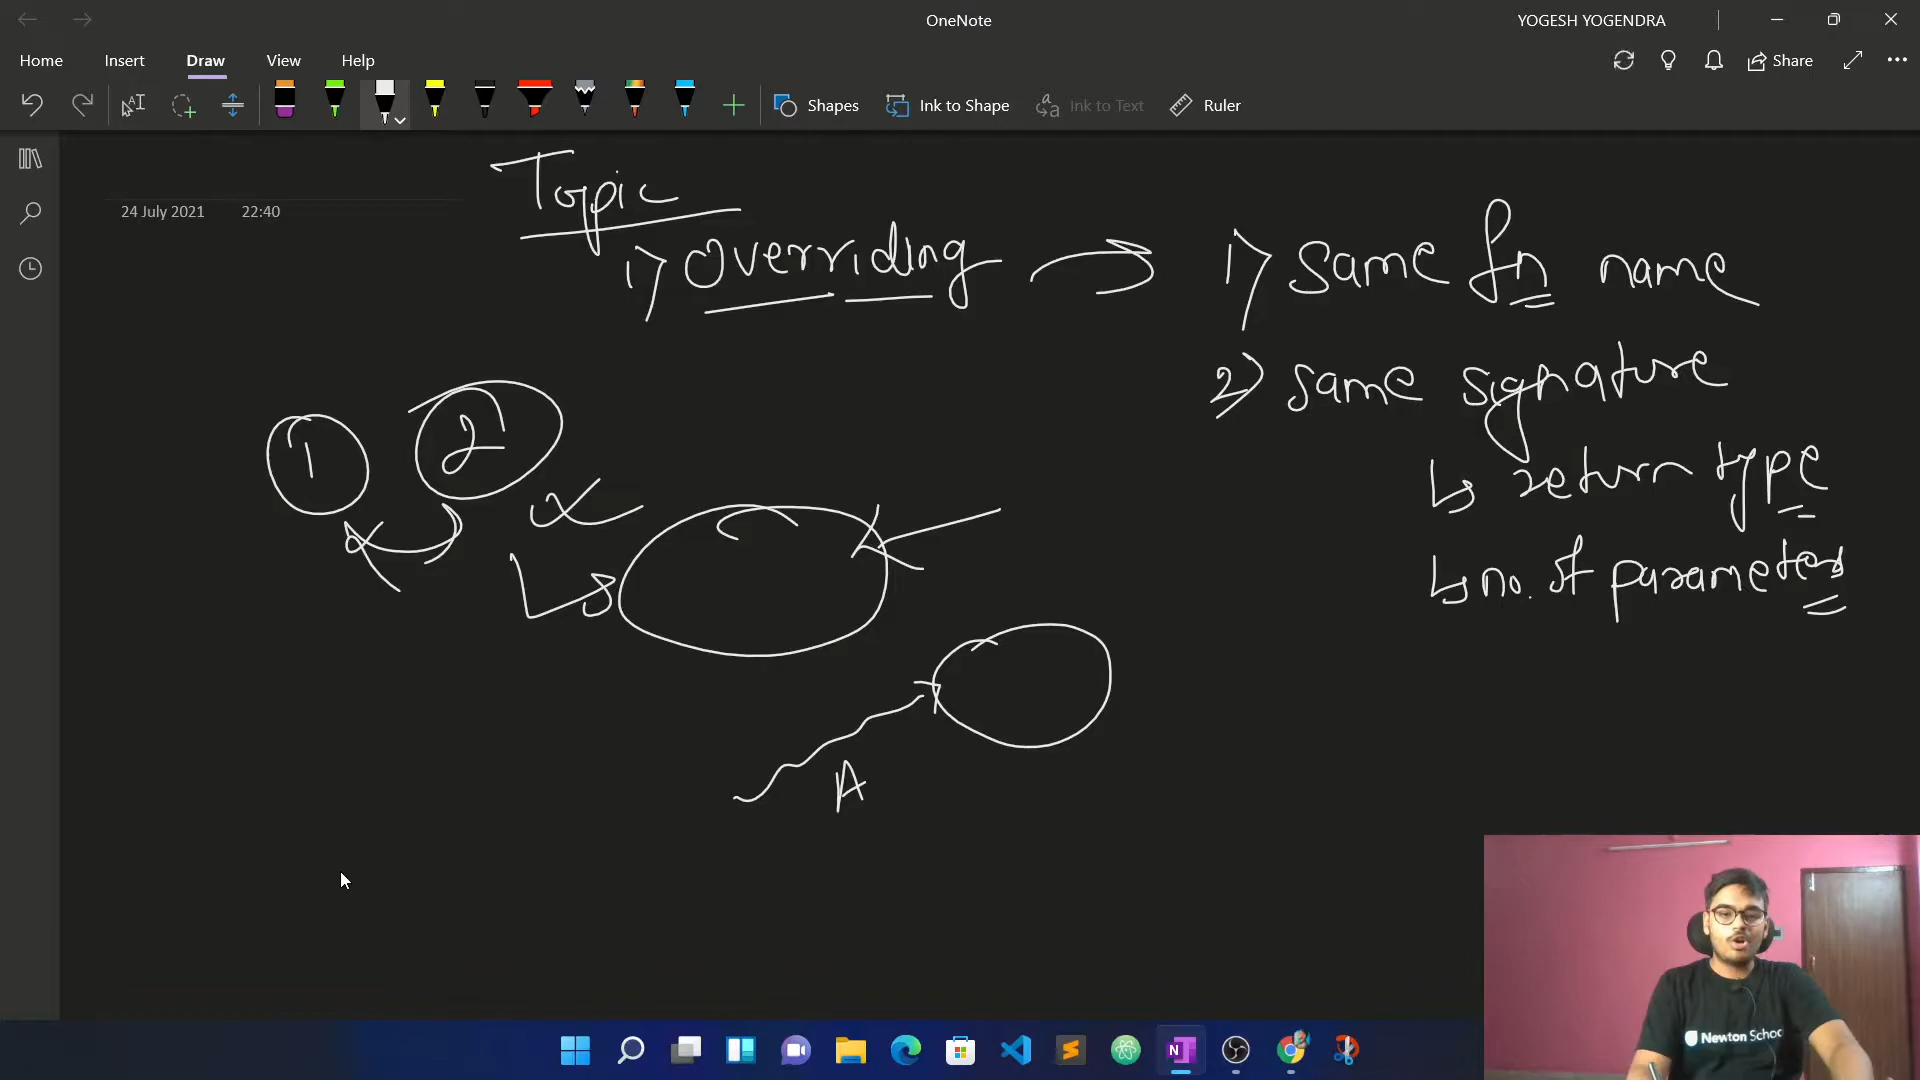 OneNote
YOGESH YOGENDRA
Home Insert Draw View Help
Share
Shapes Ink to Shape Ink to Text Ruler
24 July 2021 22:40
Topic
1) Overriding → 1) Same fn name
2) same signature
↳ return type
↳ no. of parameters
1 2
A
Newton School